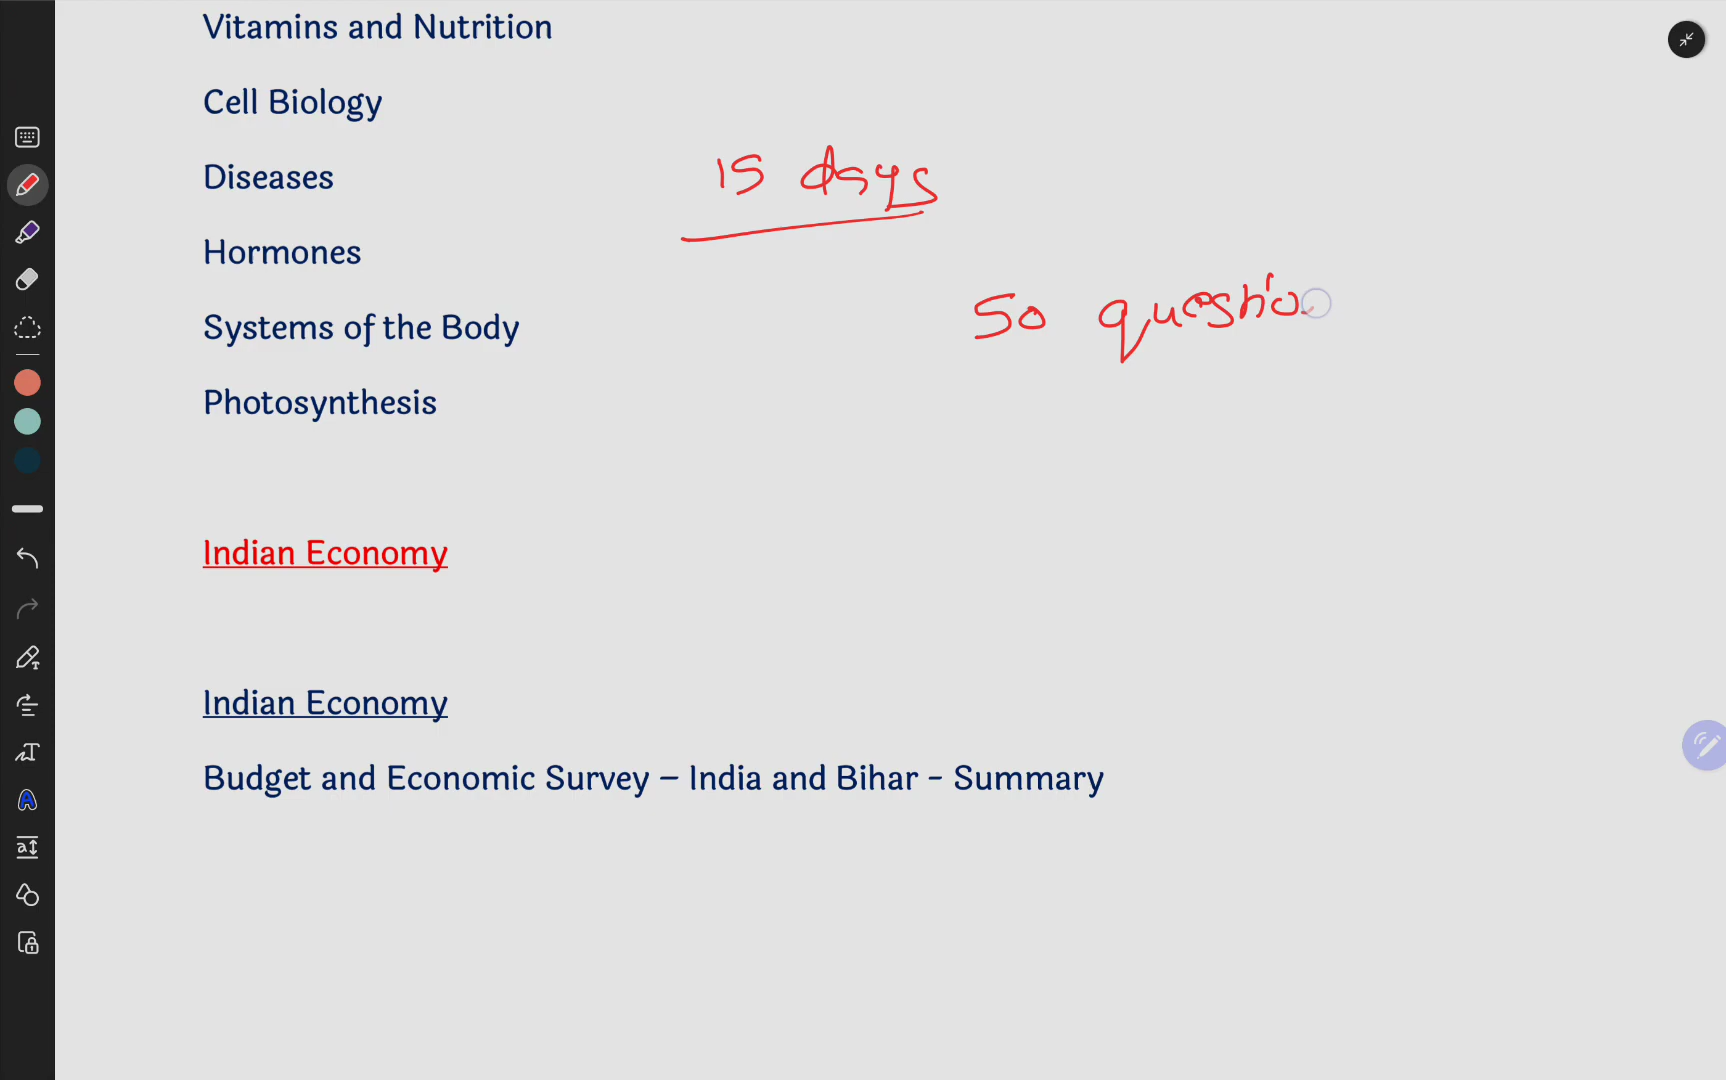 Vitamins and Nutrition
Cell Biology
Diseases
15 days
Hormones
50 questio
Systems of the Body
Photosynthesis
Indian Economy
Indian Economy
Budget and Economic Survey – India and Bihar - Summary